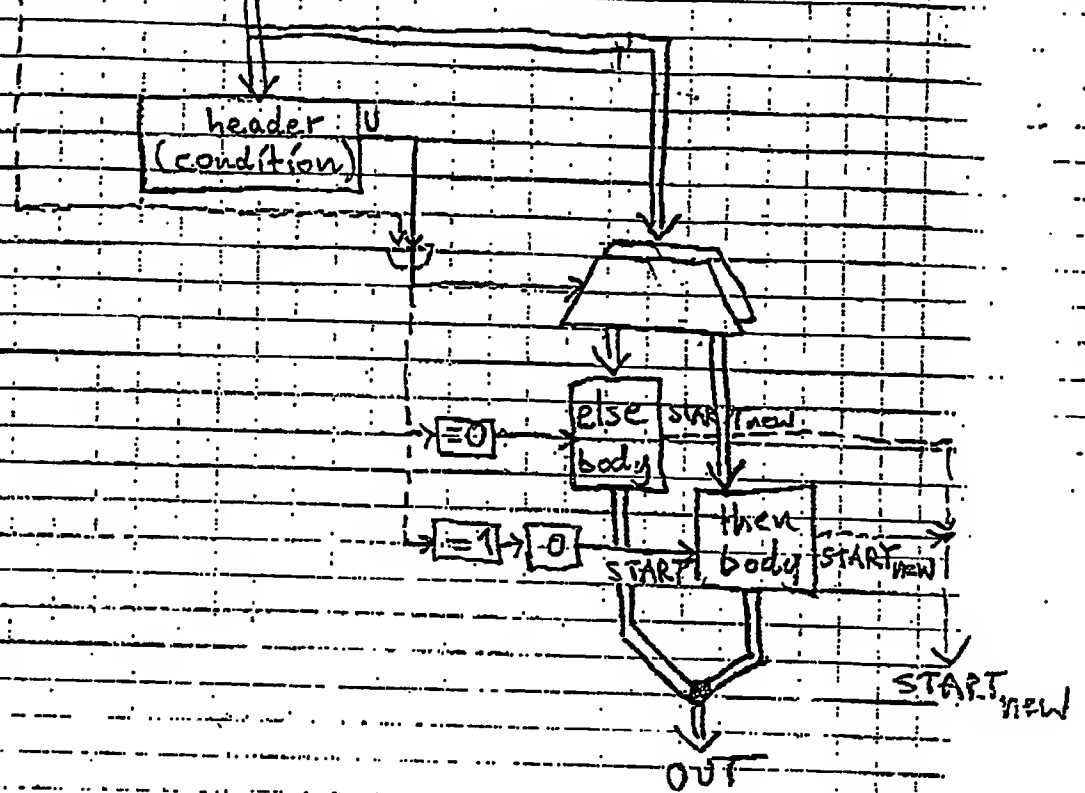 header U
(condition)
else
body
START new
=0
then
body
=1
0
START
START new
START new
OUT